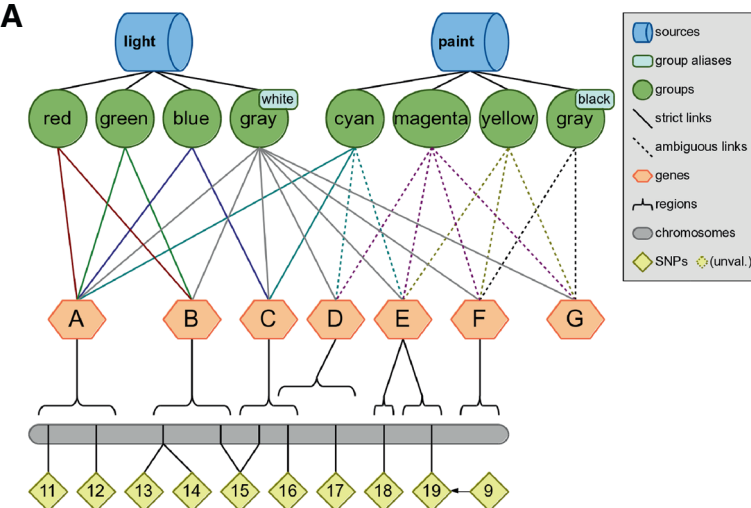 A
light
paint
sources
group aliases
groups
strict links
ambiguous links
genes
regions
chromosomes
SNPs (unval.)
white
black
red green blue gray cyan magenta yellow gray
A B C D E F G
11 12 13 14 15 16 17 18 19 9